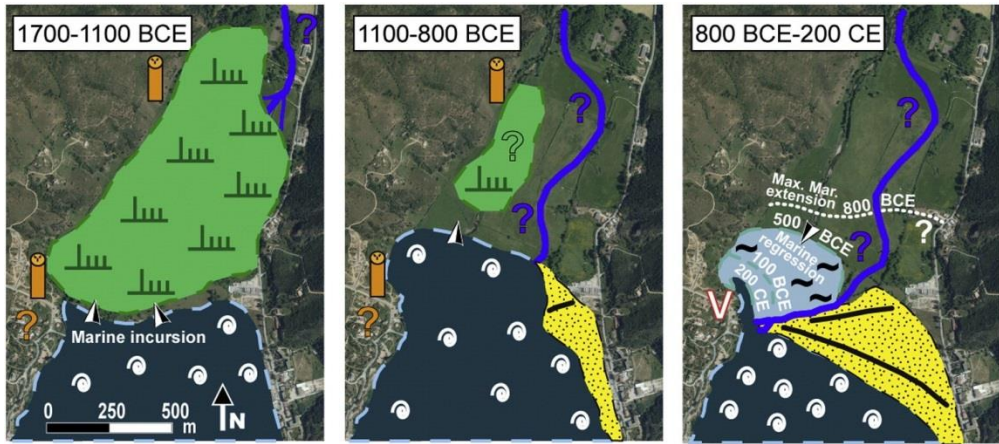 1700-1100 BCE
?
?
Marine incursion
0 250 500
m
N
1100-800 BCE
?
?
?
?
800 BCE-200 CE
?
Max. Mar.
extension 800 BCE
?
500 BCE
?
Marine
regression
100 BCE
200 CE
V